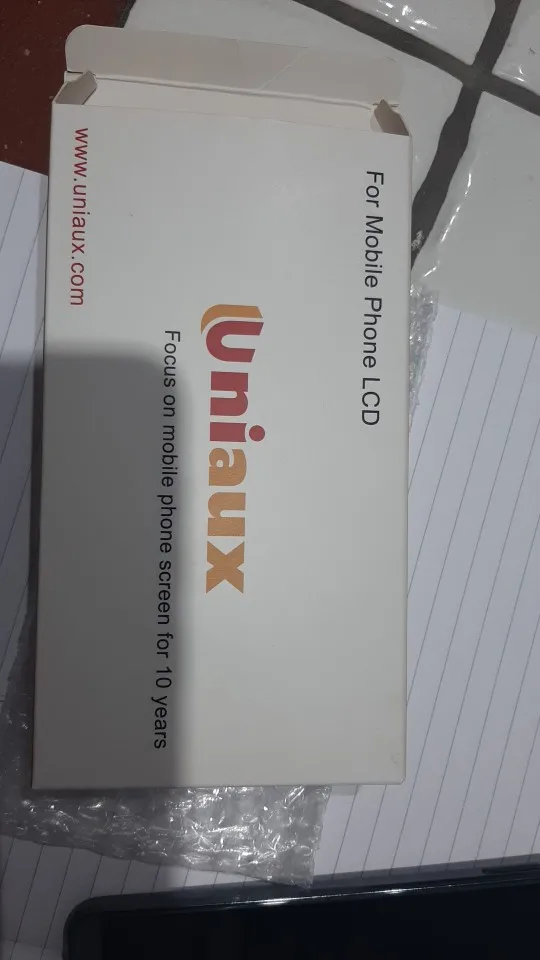 For Mobile Phone LCD
Uniaux
Focus on mobile phone screen for 10 years
www.uniaux.com